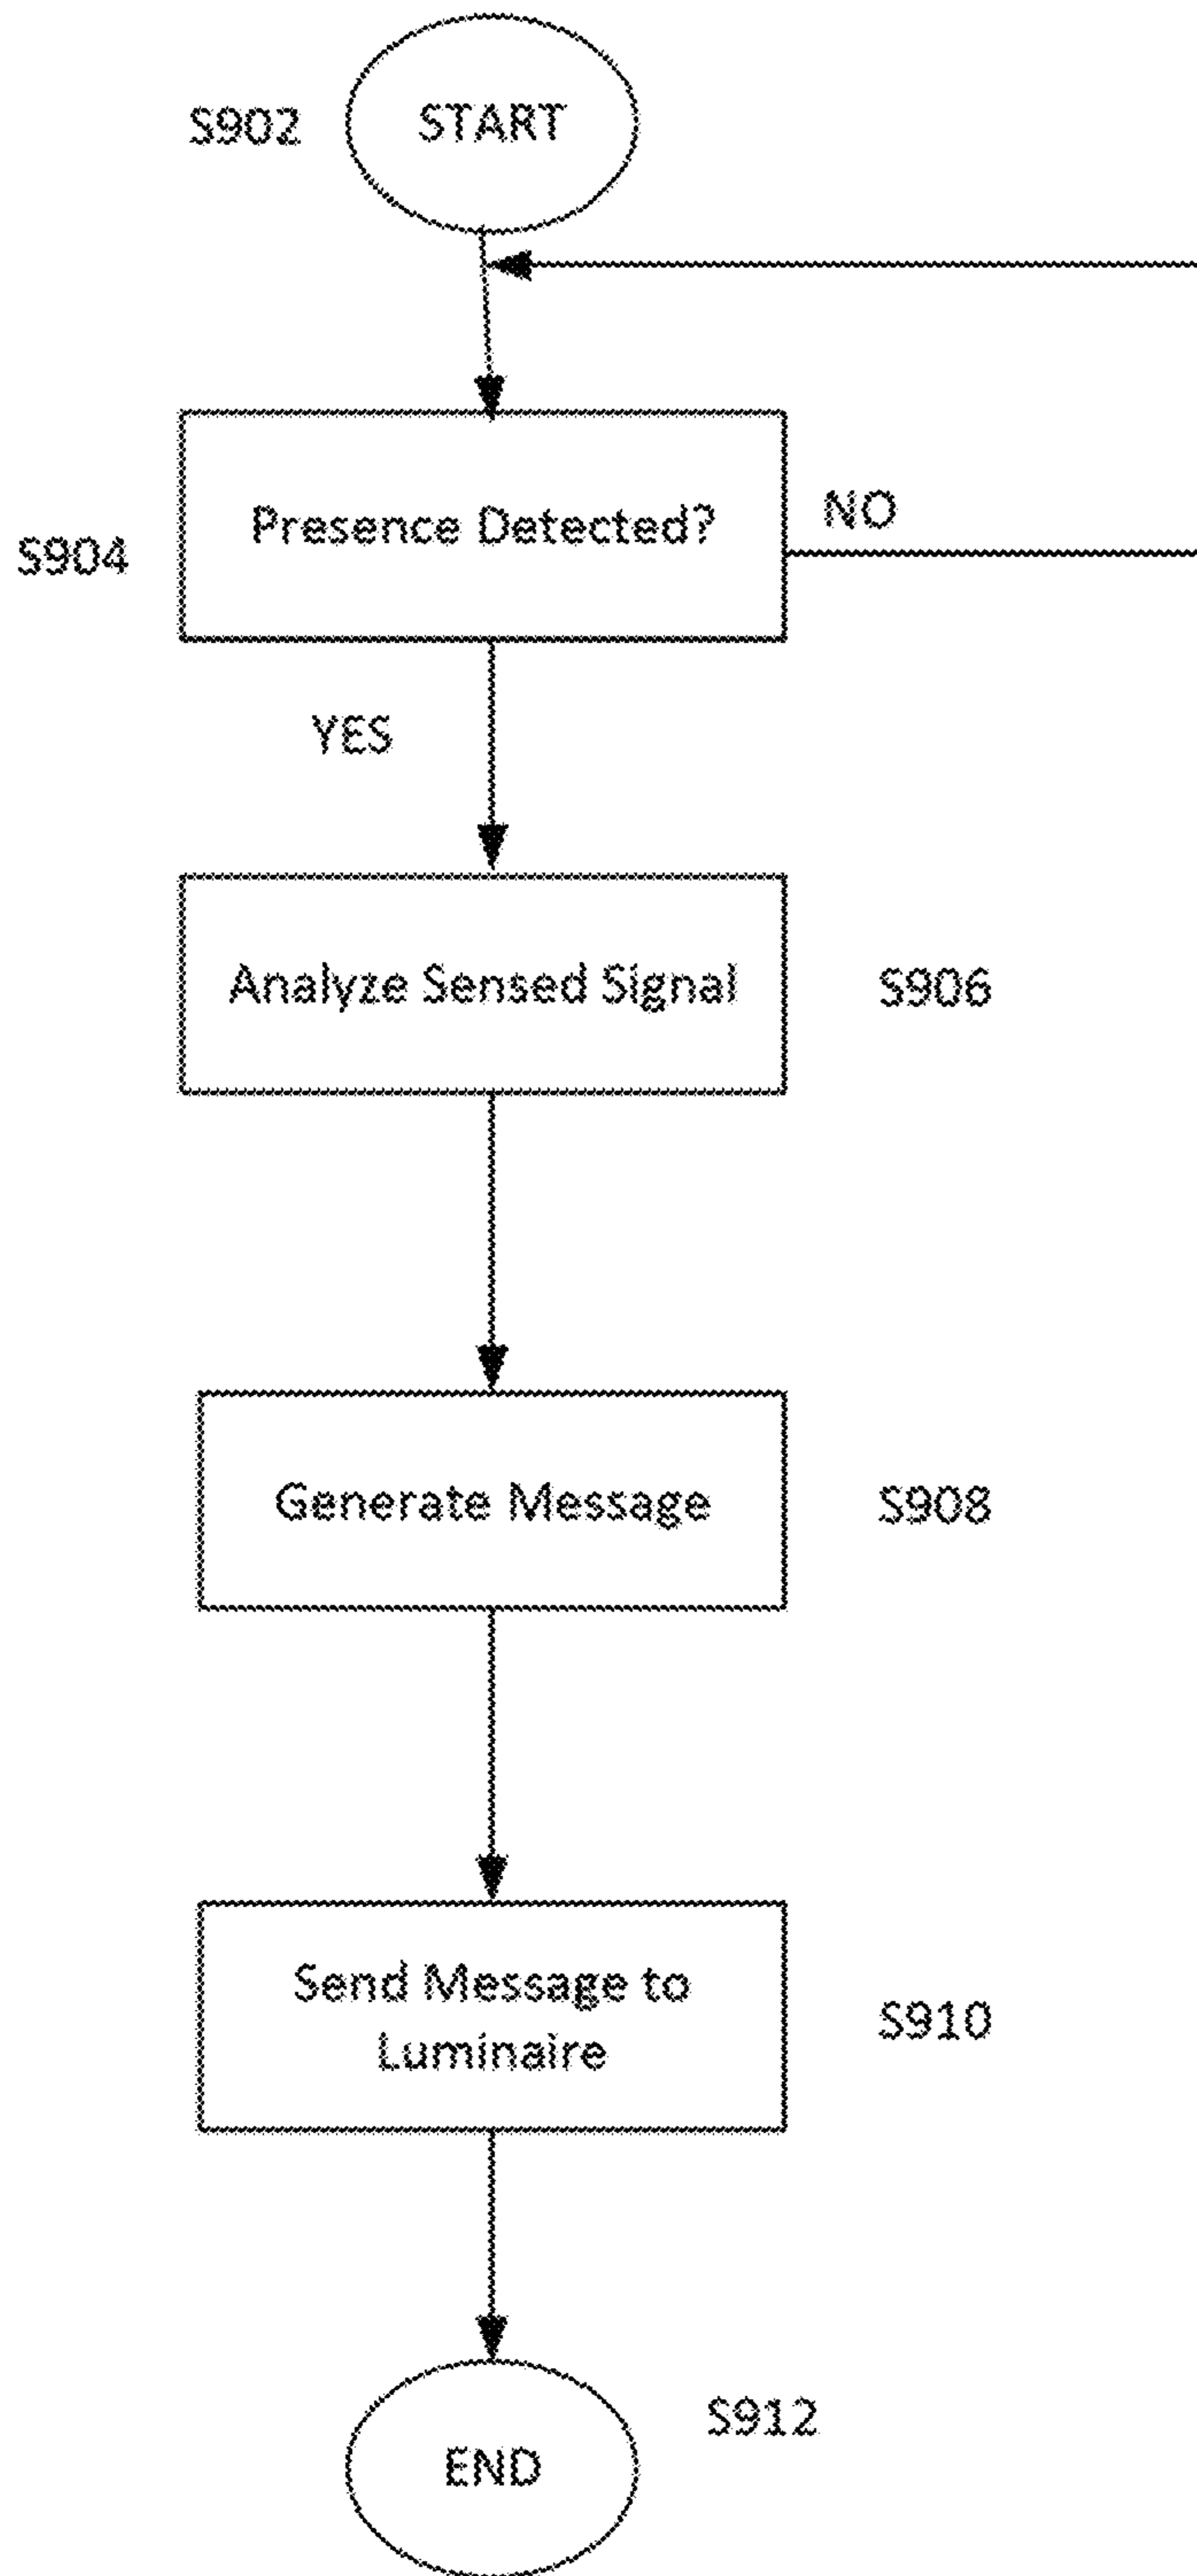 S902
START
Presence Detected?
NO
S904
YES
Analyze Sensed Signal
S906
Generate Message
S908
Send Message to
Luminaire
S910
S912
END